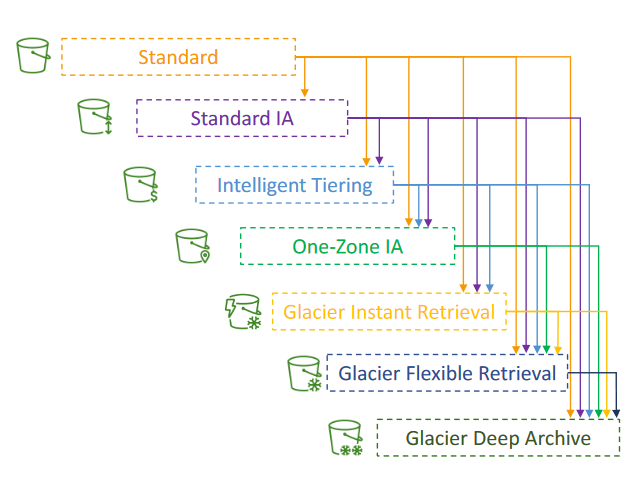 Standard
Standard IA
Intelligent Tiering
One-Zone IA
Glacier Instant Retrieval
Glacier Flexible Retrieval
Glacier Deep Archive